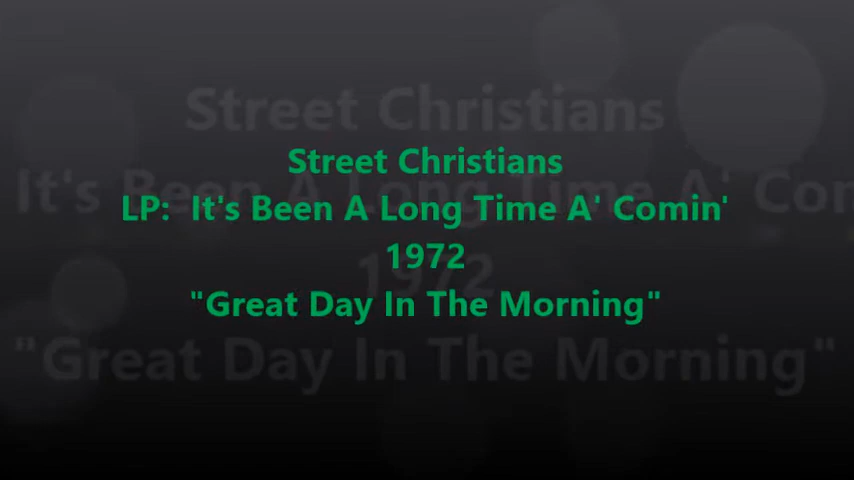 Street Christians
LP:  It's Been A Long Time A' Comin'
1972
"Great Day In The Morning"